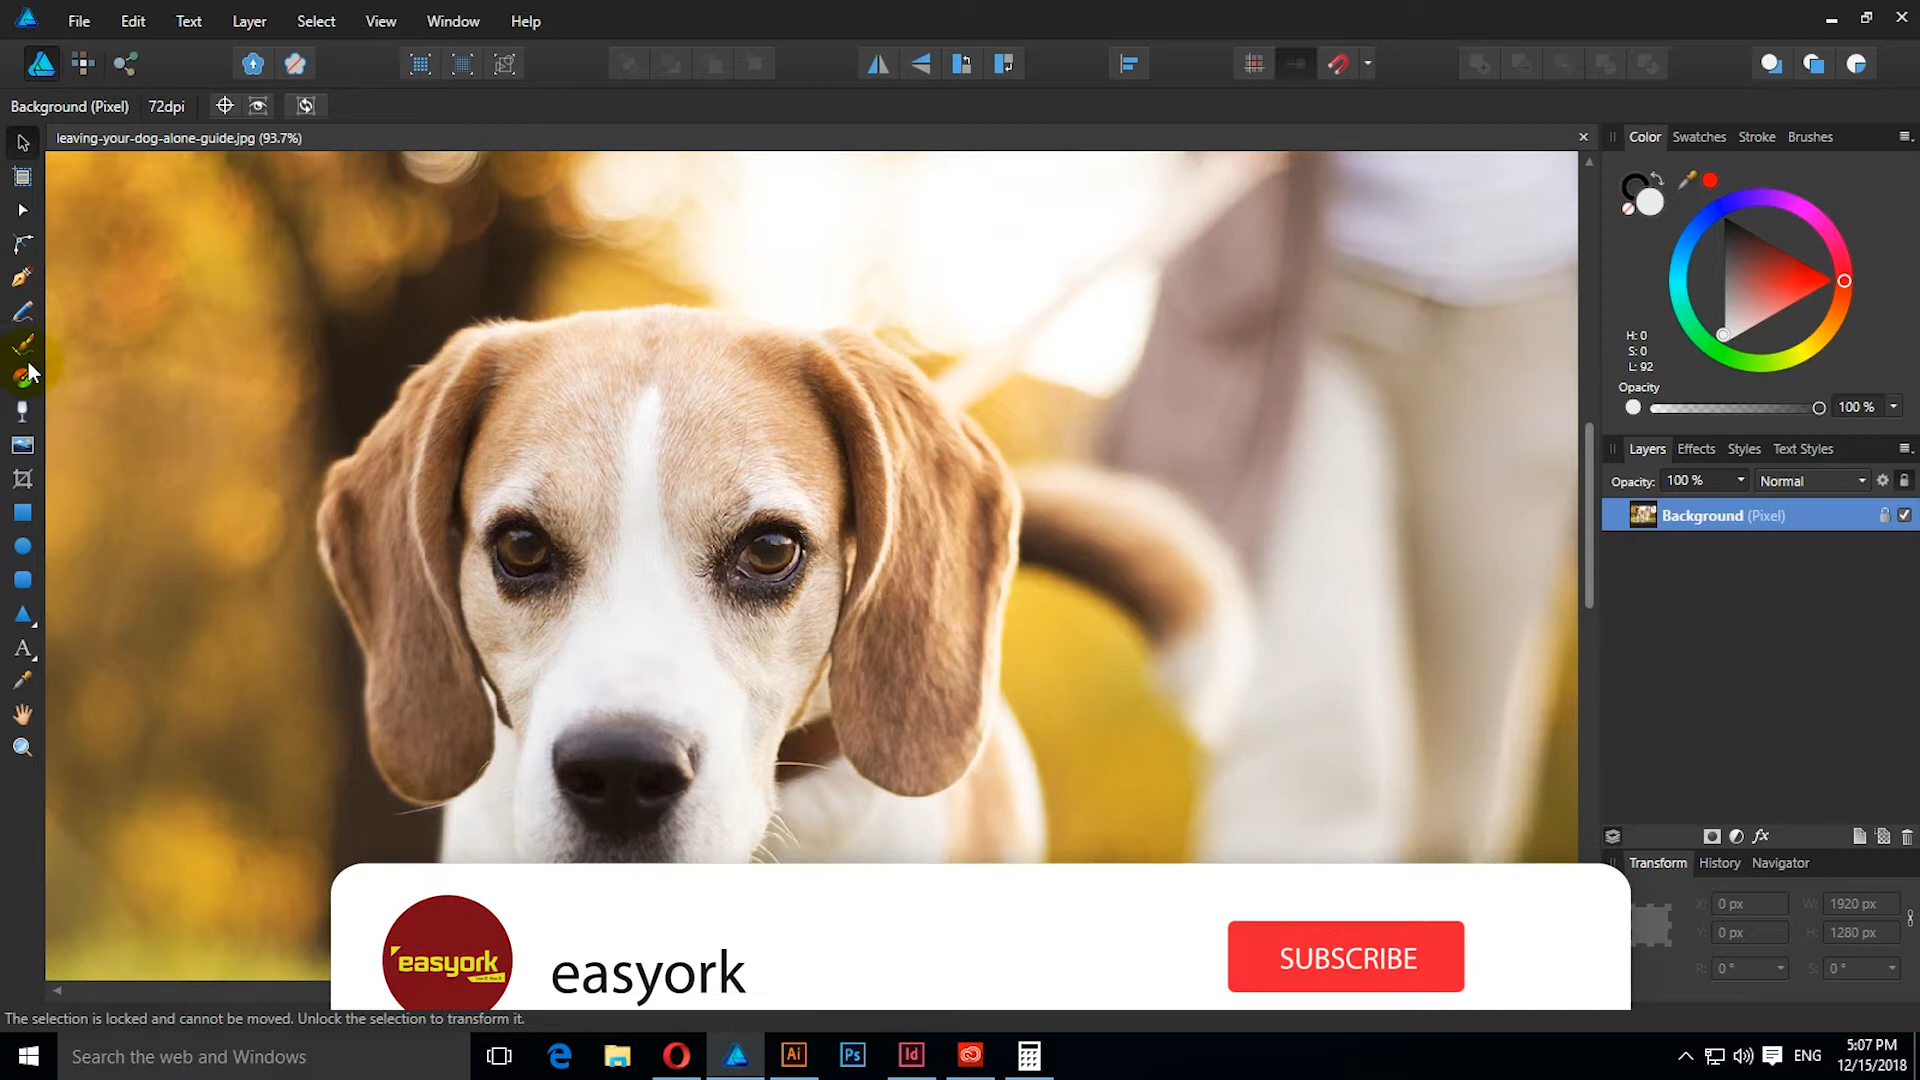 File Edit Text Layer Select View Window Help
Background (Pixel) 72dpi
leaving-your-dog-alone-guide.jpg (93.7%)
Color Swatches Stroke Brushes
H: 0
S: 0
L: 92
Opacity
100 %
Layers Effects Styles Text Styles
Opacity: 100 % Normal
Background (Pixel)
fx
Transform History Navigator
X: 0 px W: 1920 px
Y: 0 px H: 1280 px
R: 0 ° S: 0 °
easyork
easyork
SUBSCRIBE
The selection is locked and cannot be moved. Unlock the selection to transform it.
Search the web and Windows
Ai Ps Id
ENG
5:07 PM
12/15/2018